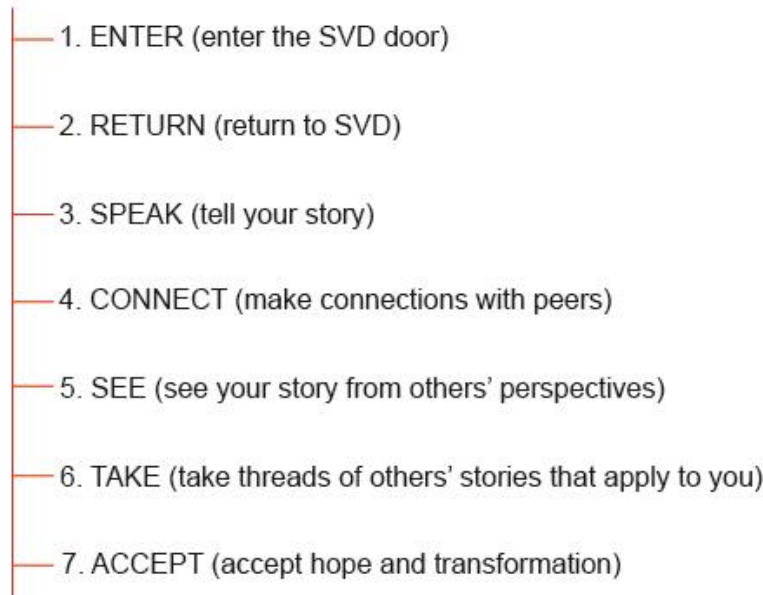 1. ENTER (enter the SVD door)
2. RETURN (return to SVD)
3. SPEAK (tell your story)
4. CONNECT (make connections with peers)
5. SEE (see your story from others’ perspectives)
6. TAKE (take threads of others’ stories that apply to you)
7. ACCEPT (accept hope and transformation)